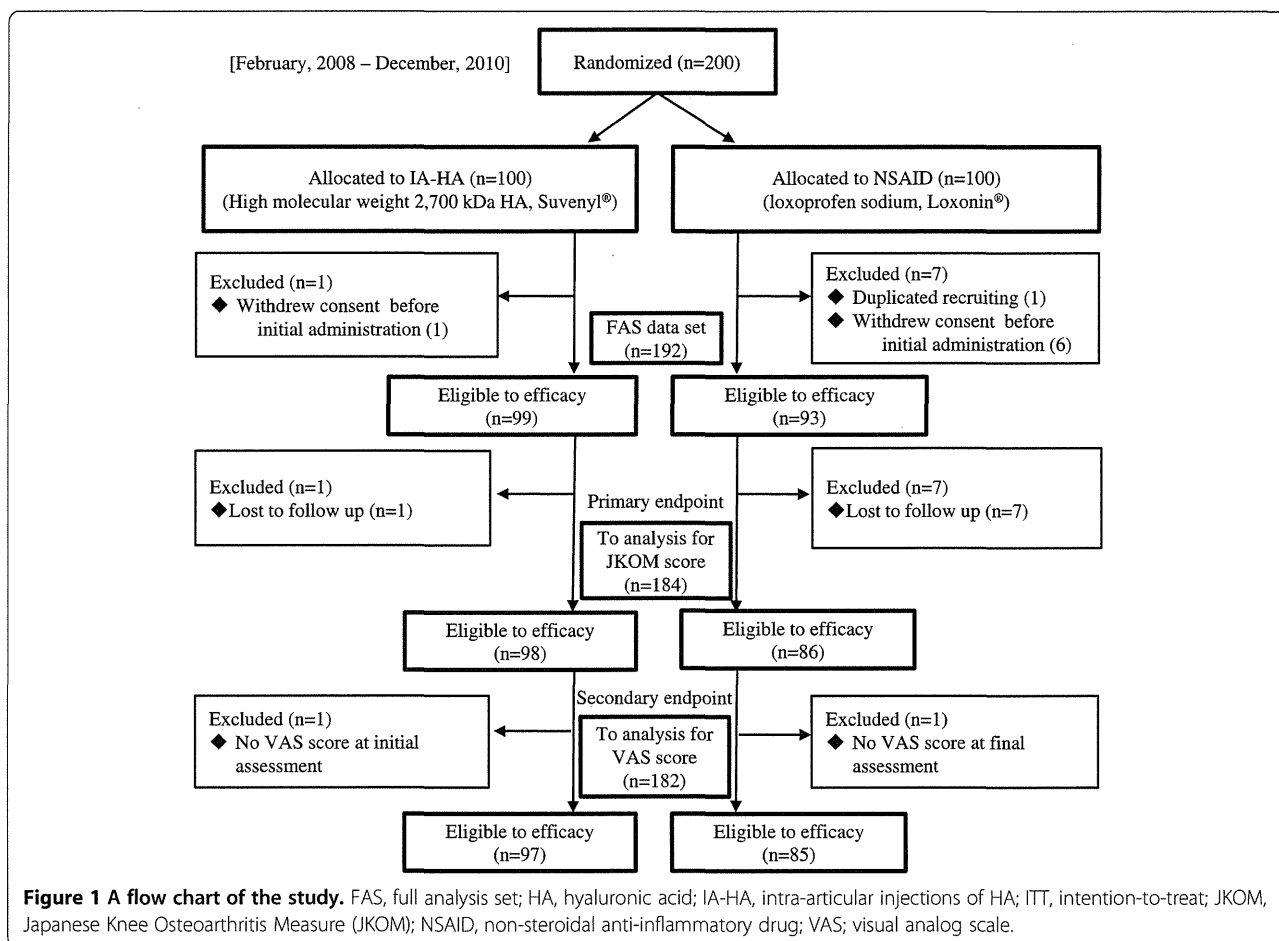 [February, 2008 – December, 2010]
Randomized (n=200)
Allocated to IA-HA (n=100)
(High molecular weight 2,700 kDa HA, Suvenyl®)
Allocated to NSAID (n=100)
(loxoprofen sodium, Loxonin®)
Excluded (n=1)
◆ Withdrew consent before
initial administration (1)
Excluded (n=7)
◆ Duplicated recruiting (1)
◆ Withdrew consent before
initial administration (6)
FAS data set
(n=192)
Eligible to efficacy
(n=99)
Eligible to efficacy
(n=93)
Excluded (n=1)
◆Lost to follow up (n=1)
Excluded (n=7)
◆Lost to follow up (n=7)
Primary endpoint
To analysis for
JKOM score
(n=184)
Eligible to efficacy
(n=98)
Eligible to efficacy
(n=86)
Secondary endpoint
Excluded (n=1)
◆ No VAS score at initial
assessment
Excluded (n=1)
◆ No VAS score at final
assessment
To analysis for
VAS score
(n=182)
Eligible to efficacy
(n=97)
Eligible to efficacy
(n=85)
Figure 1 A flow chart of the study. FAS, full analysis set; HA, hyaluronic acid; IA-HA, intra-articular injections of HA; ITT, intention-to-treat; JKOM,
Japanese Knee Osteoarthritis Measure (JKOM); NSAID, non-steroidal anti-inflammatory drug; VAS; visual analog scale.